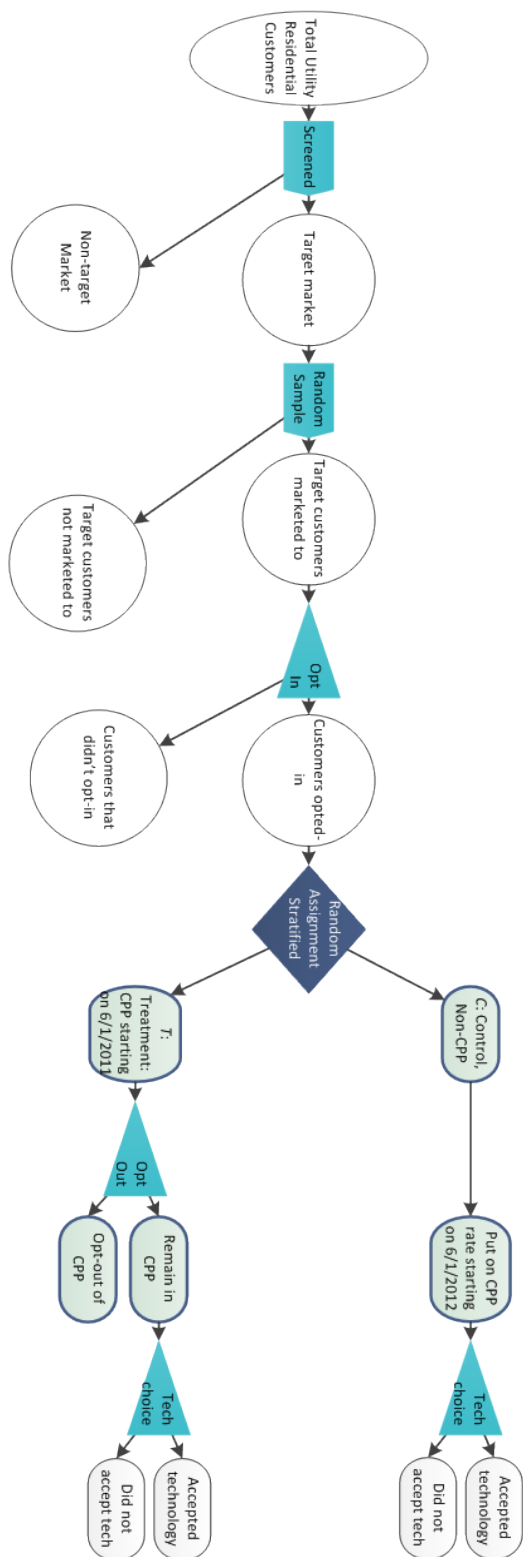 Total Utility
Residential
Customers
Screened
Target market
Non-target
Market
Random
Sample
Target customers
marketed to
Target customers
not marketed to
Opt
In
Customers opted-
in
Customers that
didn't opt-in
Random
Assignment
Stratified
C: Control,
Non-CPP
Put on CPP
rate starting
on 6/1/2012
Tech
choice
Accepted
technology
Did not
accept tech
T:
Treatment:
CPP starting
on 6/1/2011
Opt
Out
Remain in
CPP
Opt-out of
CPP
Tech
choice
Accepted
technology
Did not
accept tech